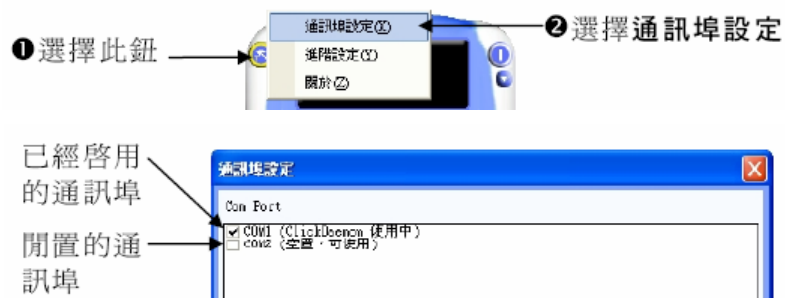 通訊埠設定(X)
❷選擇通訊埠設定
❶選擇此鈕
進階設定(Y)
關於(Z)
已經啓用
的通訊埠
通訊埠設定
Com Port
COM1 (ClickDaemon 使用中)
COM2 (空置，可使用)
閒置的通
訊埠